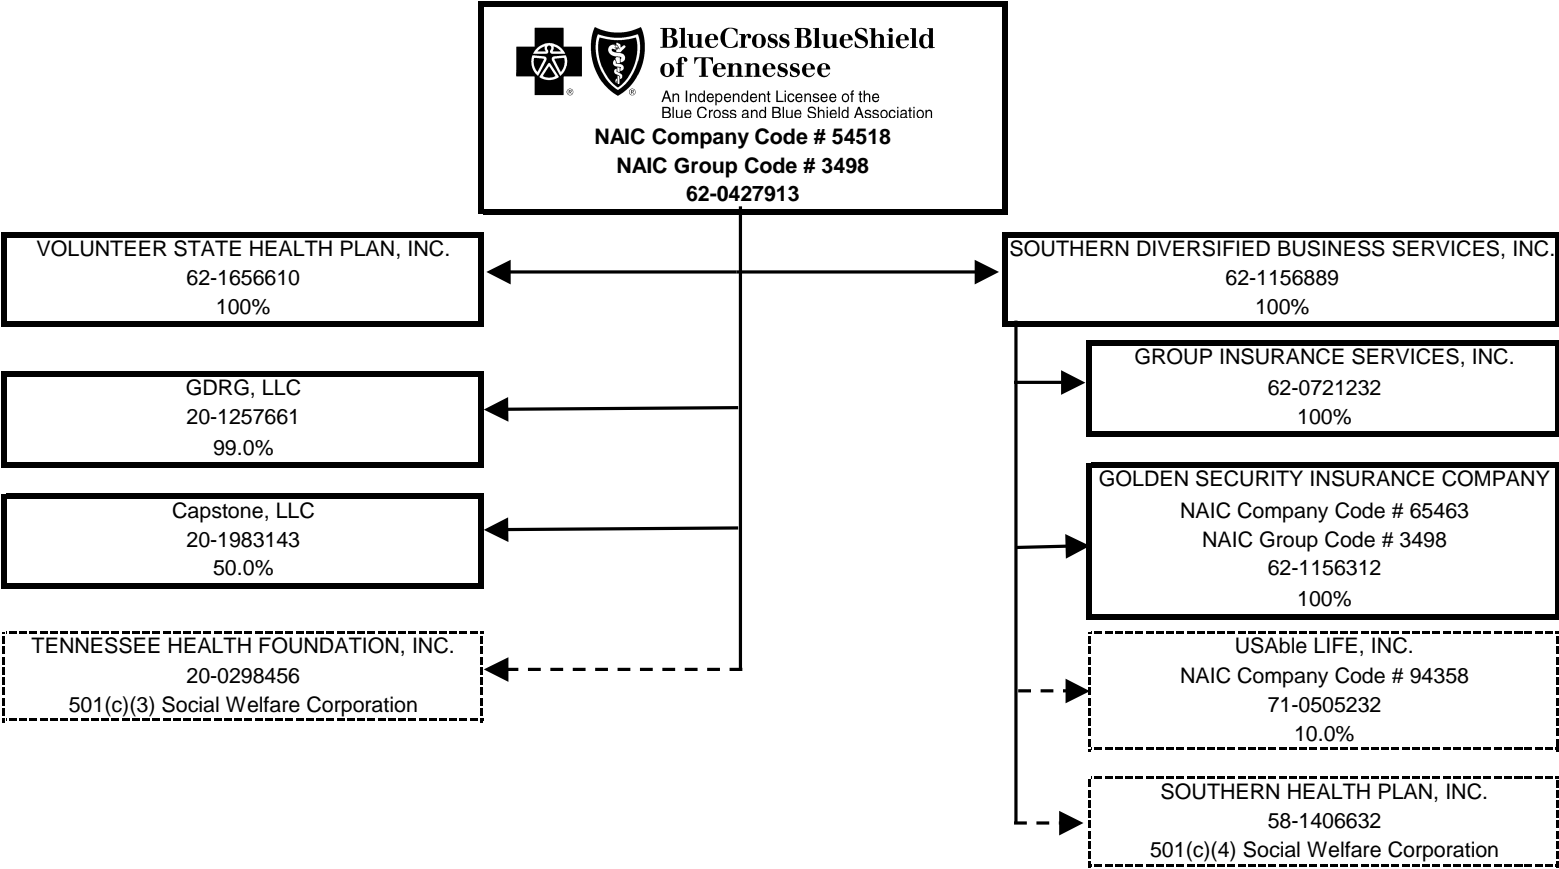 BlueCross BlueShield
of Tennessee
An Independent Licensee of the
Blue Cross and Blue Shield Association
NAIC Company Code # 54518
NAIC Group Code # 3498
62-0427913
VOLUNTEER STATE HEALTH PLAN, INC.
62-1656610
100%
GDRG, LLC
20-1257661
99.0%
Capstone, LLC
20-1983143
50.0%
TENNESSEE HEALTH FOUNDATION, INC.
20-0298456
501(c)(3) Social Welfare Corporation
SOUTHERN DIVERSIFIED BUSINESS SERVICES, INC.
62-1156889
100%
GROUP INSURANCE SERVICES, INC.
62-0721232
100%
GOLDEN SECURITY INSURANCE COMPANY
NAIC Company Code # 65463
NAIC Group Code # 3498
62-1156312
100%
USAble LIFE, INC.
NAIC Company Code # 94358
71-0505232
10.0%
SOUTHERN HEALTH PLAN, INC.
58-1406632
501(c)(4) Social Welfare Corporation